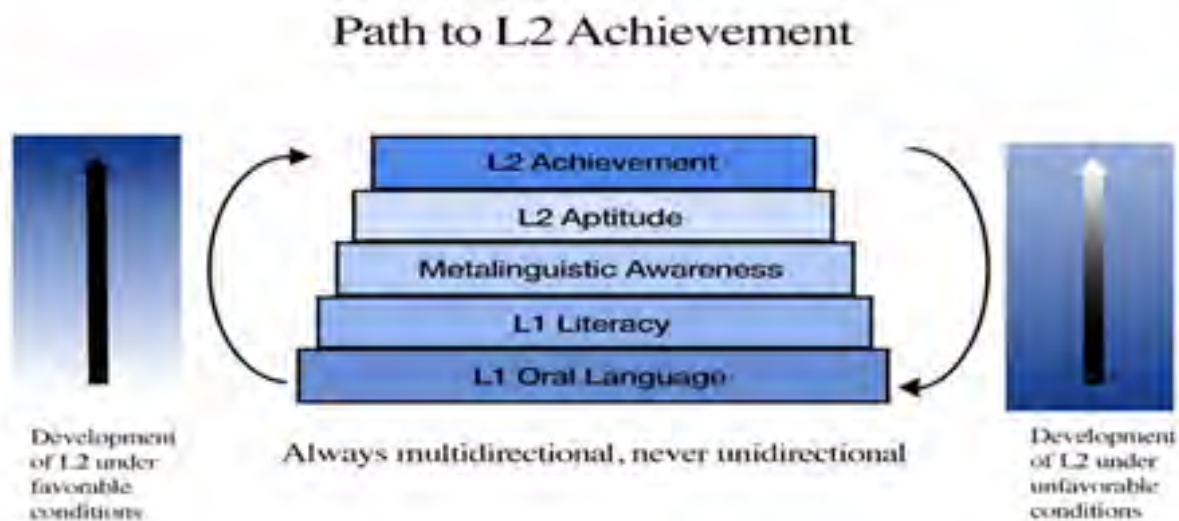 Path to L2 Achievement
L2 Achievement
L2 Aptitude
Metalinguistic Awareness
L1 Literacy
L1 Oral Language
Development
of L2 under
favorable
conditions
Always multidirectional, never unidirectional
Development
of L2 under
unfavorable
conditions